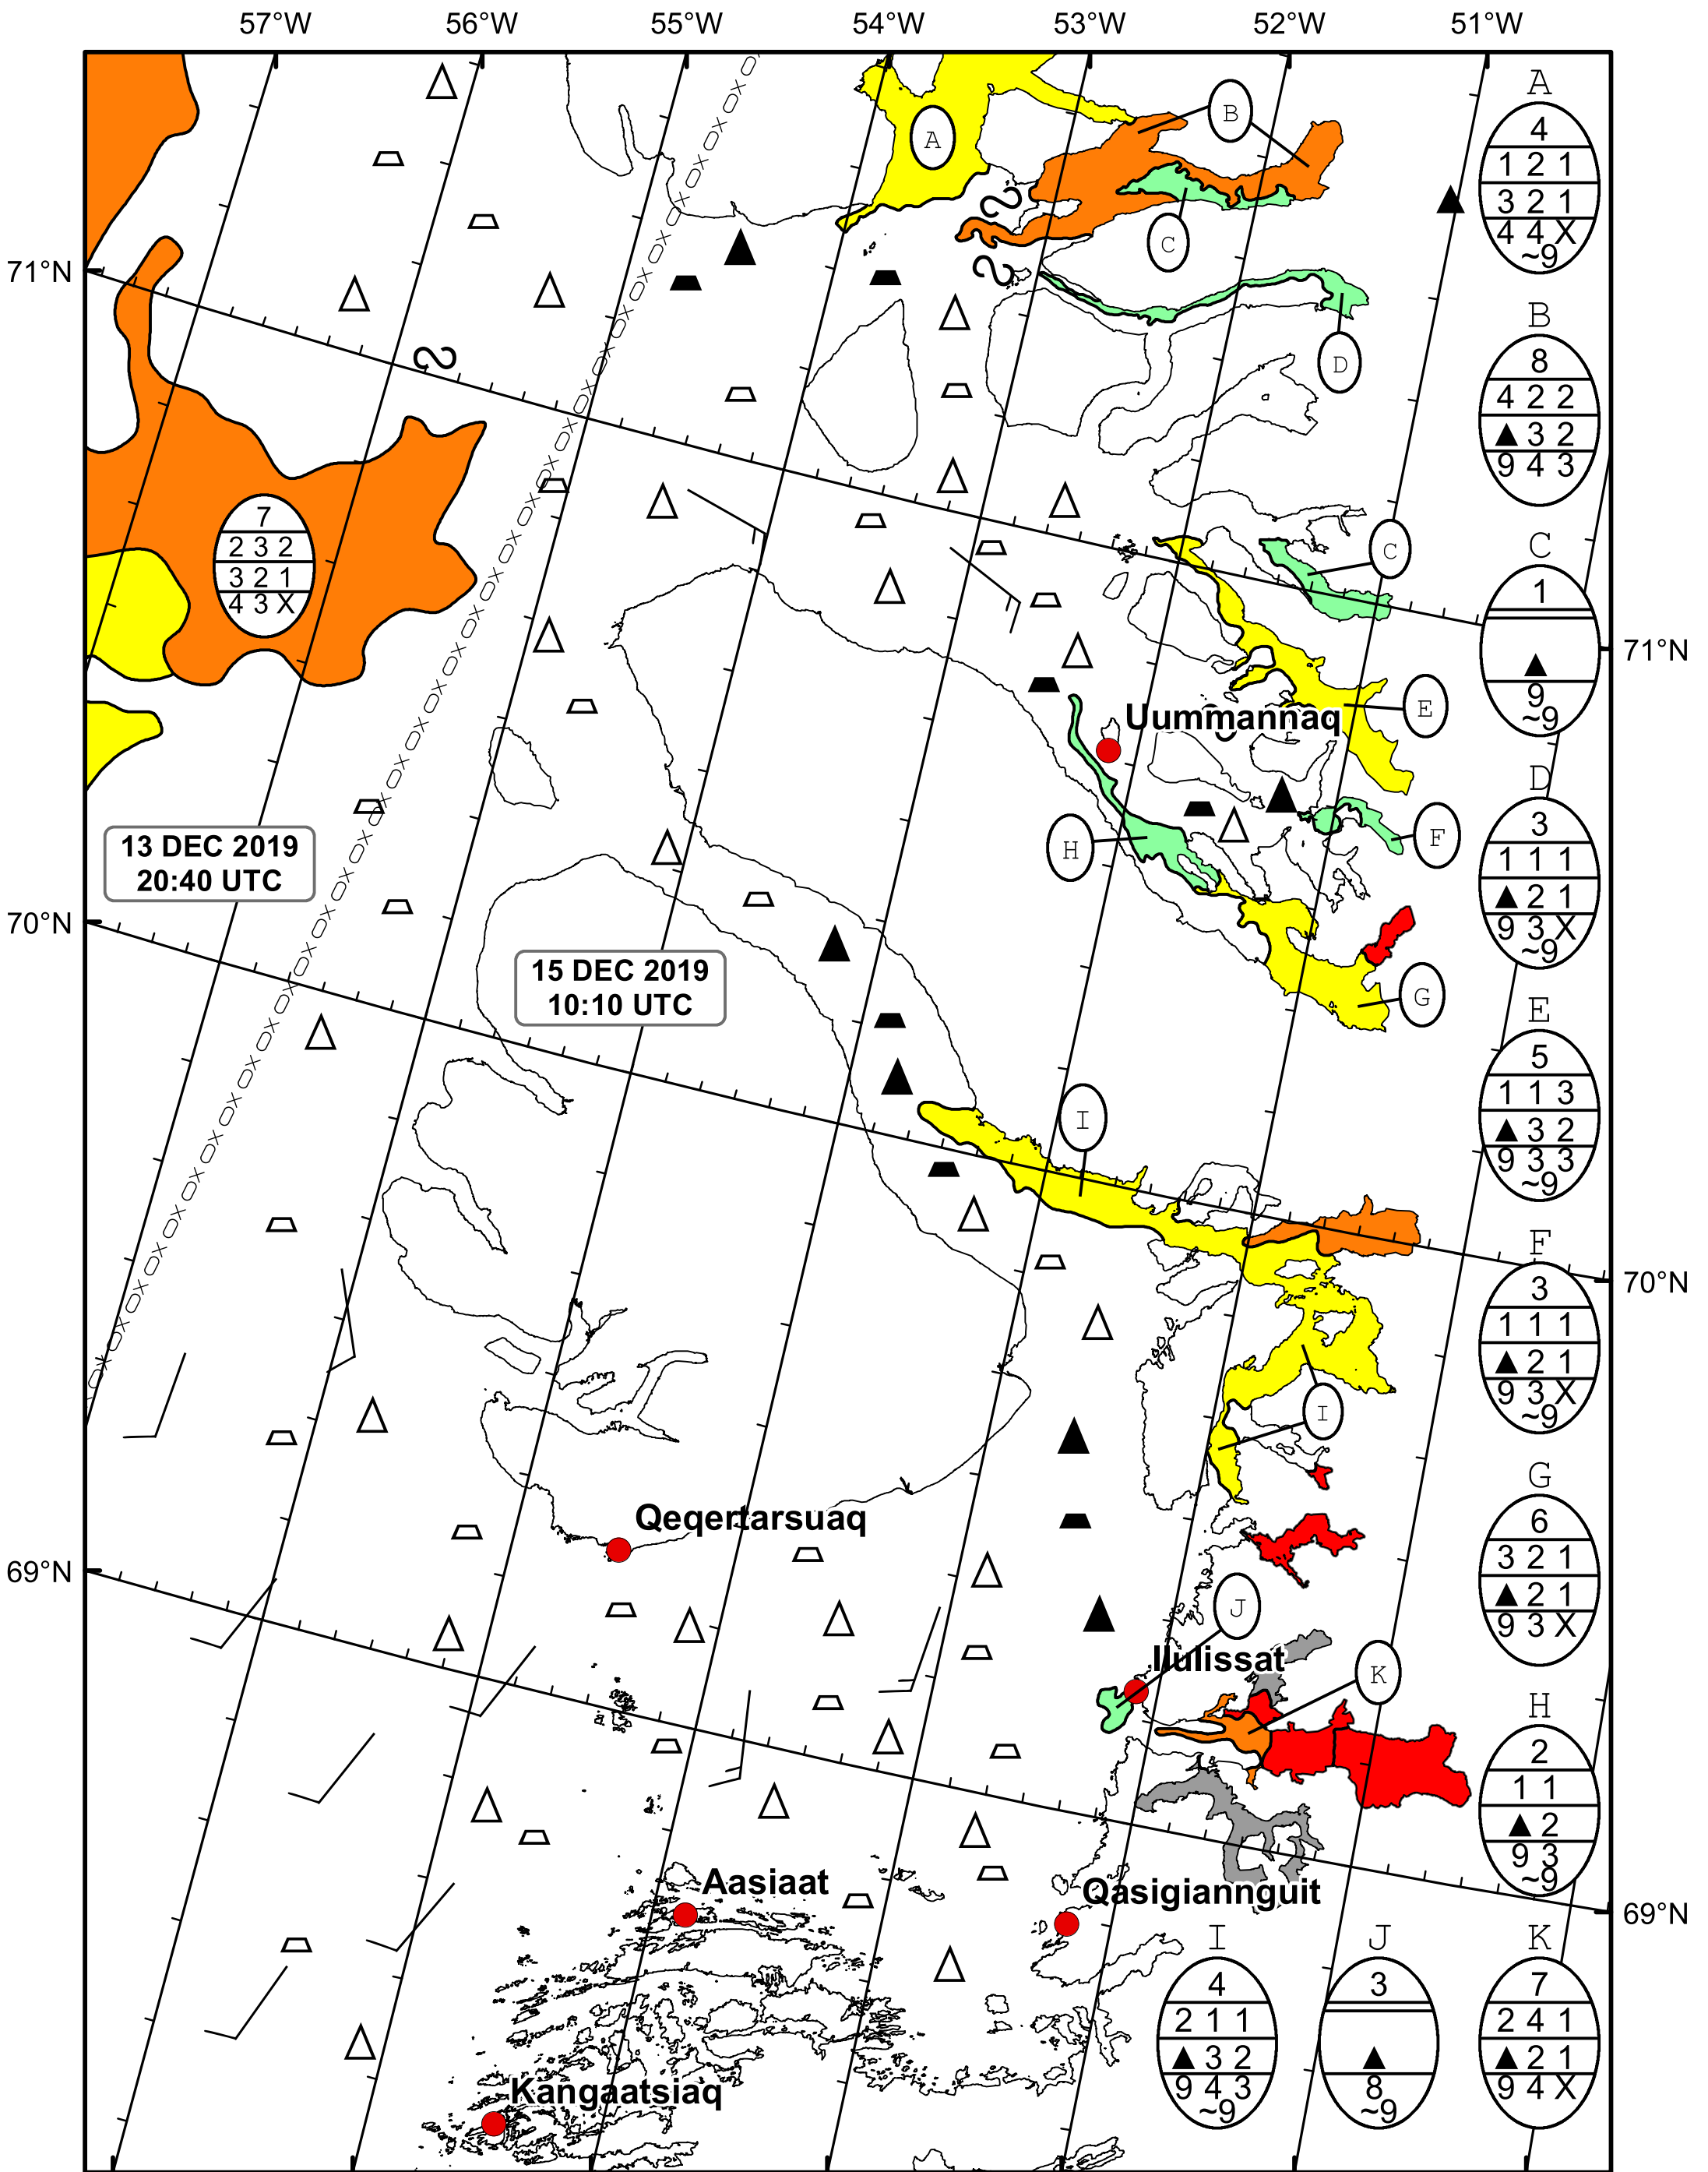 57°W 56°W 55°W 54°W 53°W 52°W 51°W
71°N
70°N
69°N
71°N
70°N
69°N
A
B
C
D
C
E
F
H
G
I
I
J
K
7
2 3 2
3 2 1
4 3 X
13 DEC 2019
20:40 UTC
15 DEC 2019
10:10 UTC
Uummannaq
Qeqertarsuaq
Ilulissat
Aasiaat
Qasigiannguit
Kangaatsiaq
A
4
1 2 1
3 2 1
4 4 X
~9
B
8
4 2 2
▲ 3 2
9 4 3
C
1
▲
9
~9
D
3
1 1 1
▲ 2 1
9 3 X
~9
E
5
1 1 3
▲ 3 2
9 3 3
~9
F
3
1 1 1
▲ 2 1
9 3 X
~9
G
6
3 2 1
▲ 2 1
9 3 X
H
2
1 1
▲ 2
9 3
~9
I
4
2 1 1
▲ 3 2
9 4 3
~9
J
3
▲
8
~9
K
7
2 4 1
▲ 2 1
9 4 X